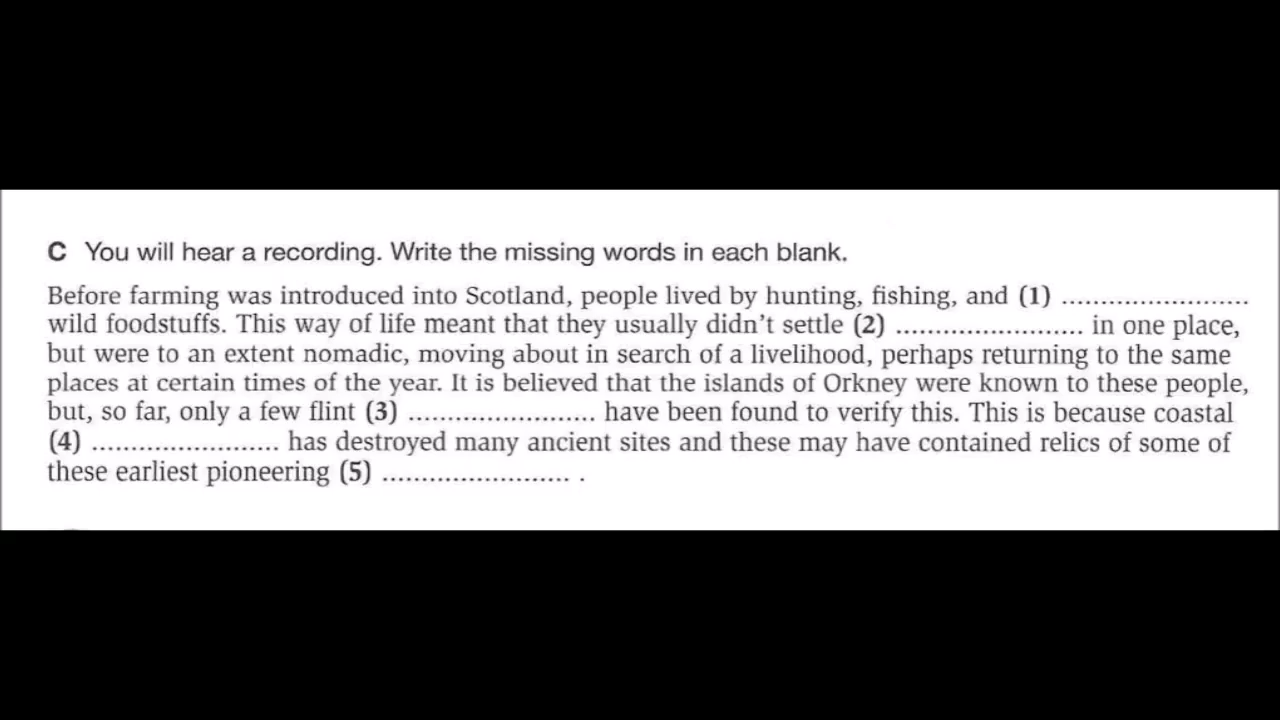 C You will hear a recording. Write the missing words in each blank.
Before farming was introduced into Scotland, people lived by hunting, fishing, and (1) ........................
wild foodstuffs. This way of life meant that they usually didn't settle (2) ........................ in one place,
but were to an extent nomadic, moving about in search of a livelihood, perhaps returning to the same
places at certain times of the year. It is believed that the islands of Orkney were known to these people,
but, so far, only a few flint (3) ........................ have been found to verify this. This is because coastal
(4) ........................ has destroyed many ancient sites and these may have contained relics of some of
these earliest pioneering (5) ........................ .